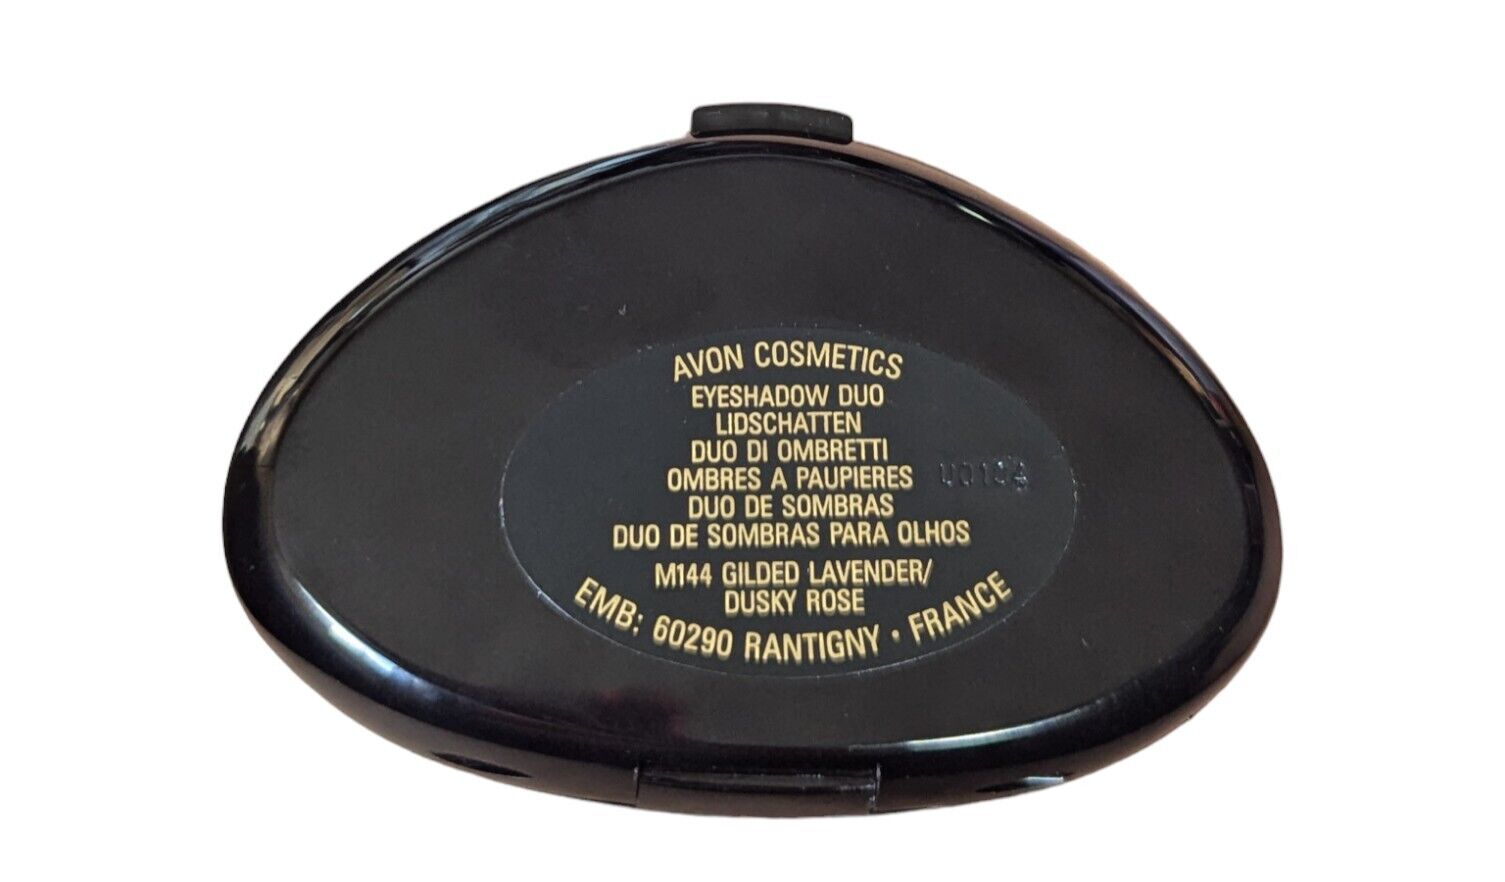 AVON COSMETICS
EYESHADOW DUO
LIDSCHATTEN
DUO DI OMBRETTI
OMBRES A PAUPIERES
DUO DE SOMBRAS
DUO DE SOMBRAS PARA OLHOS
M144 GILDED LAVENDER/
DUSKY ROSE
EMB: 60290 RANTIGNY · FRANCE